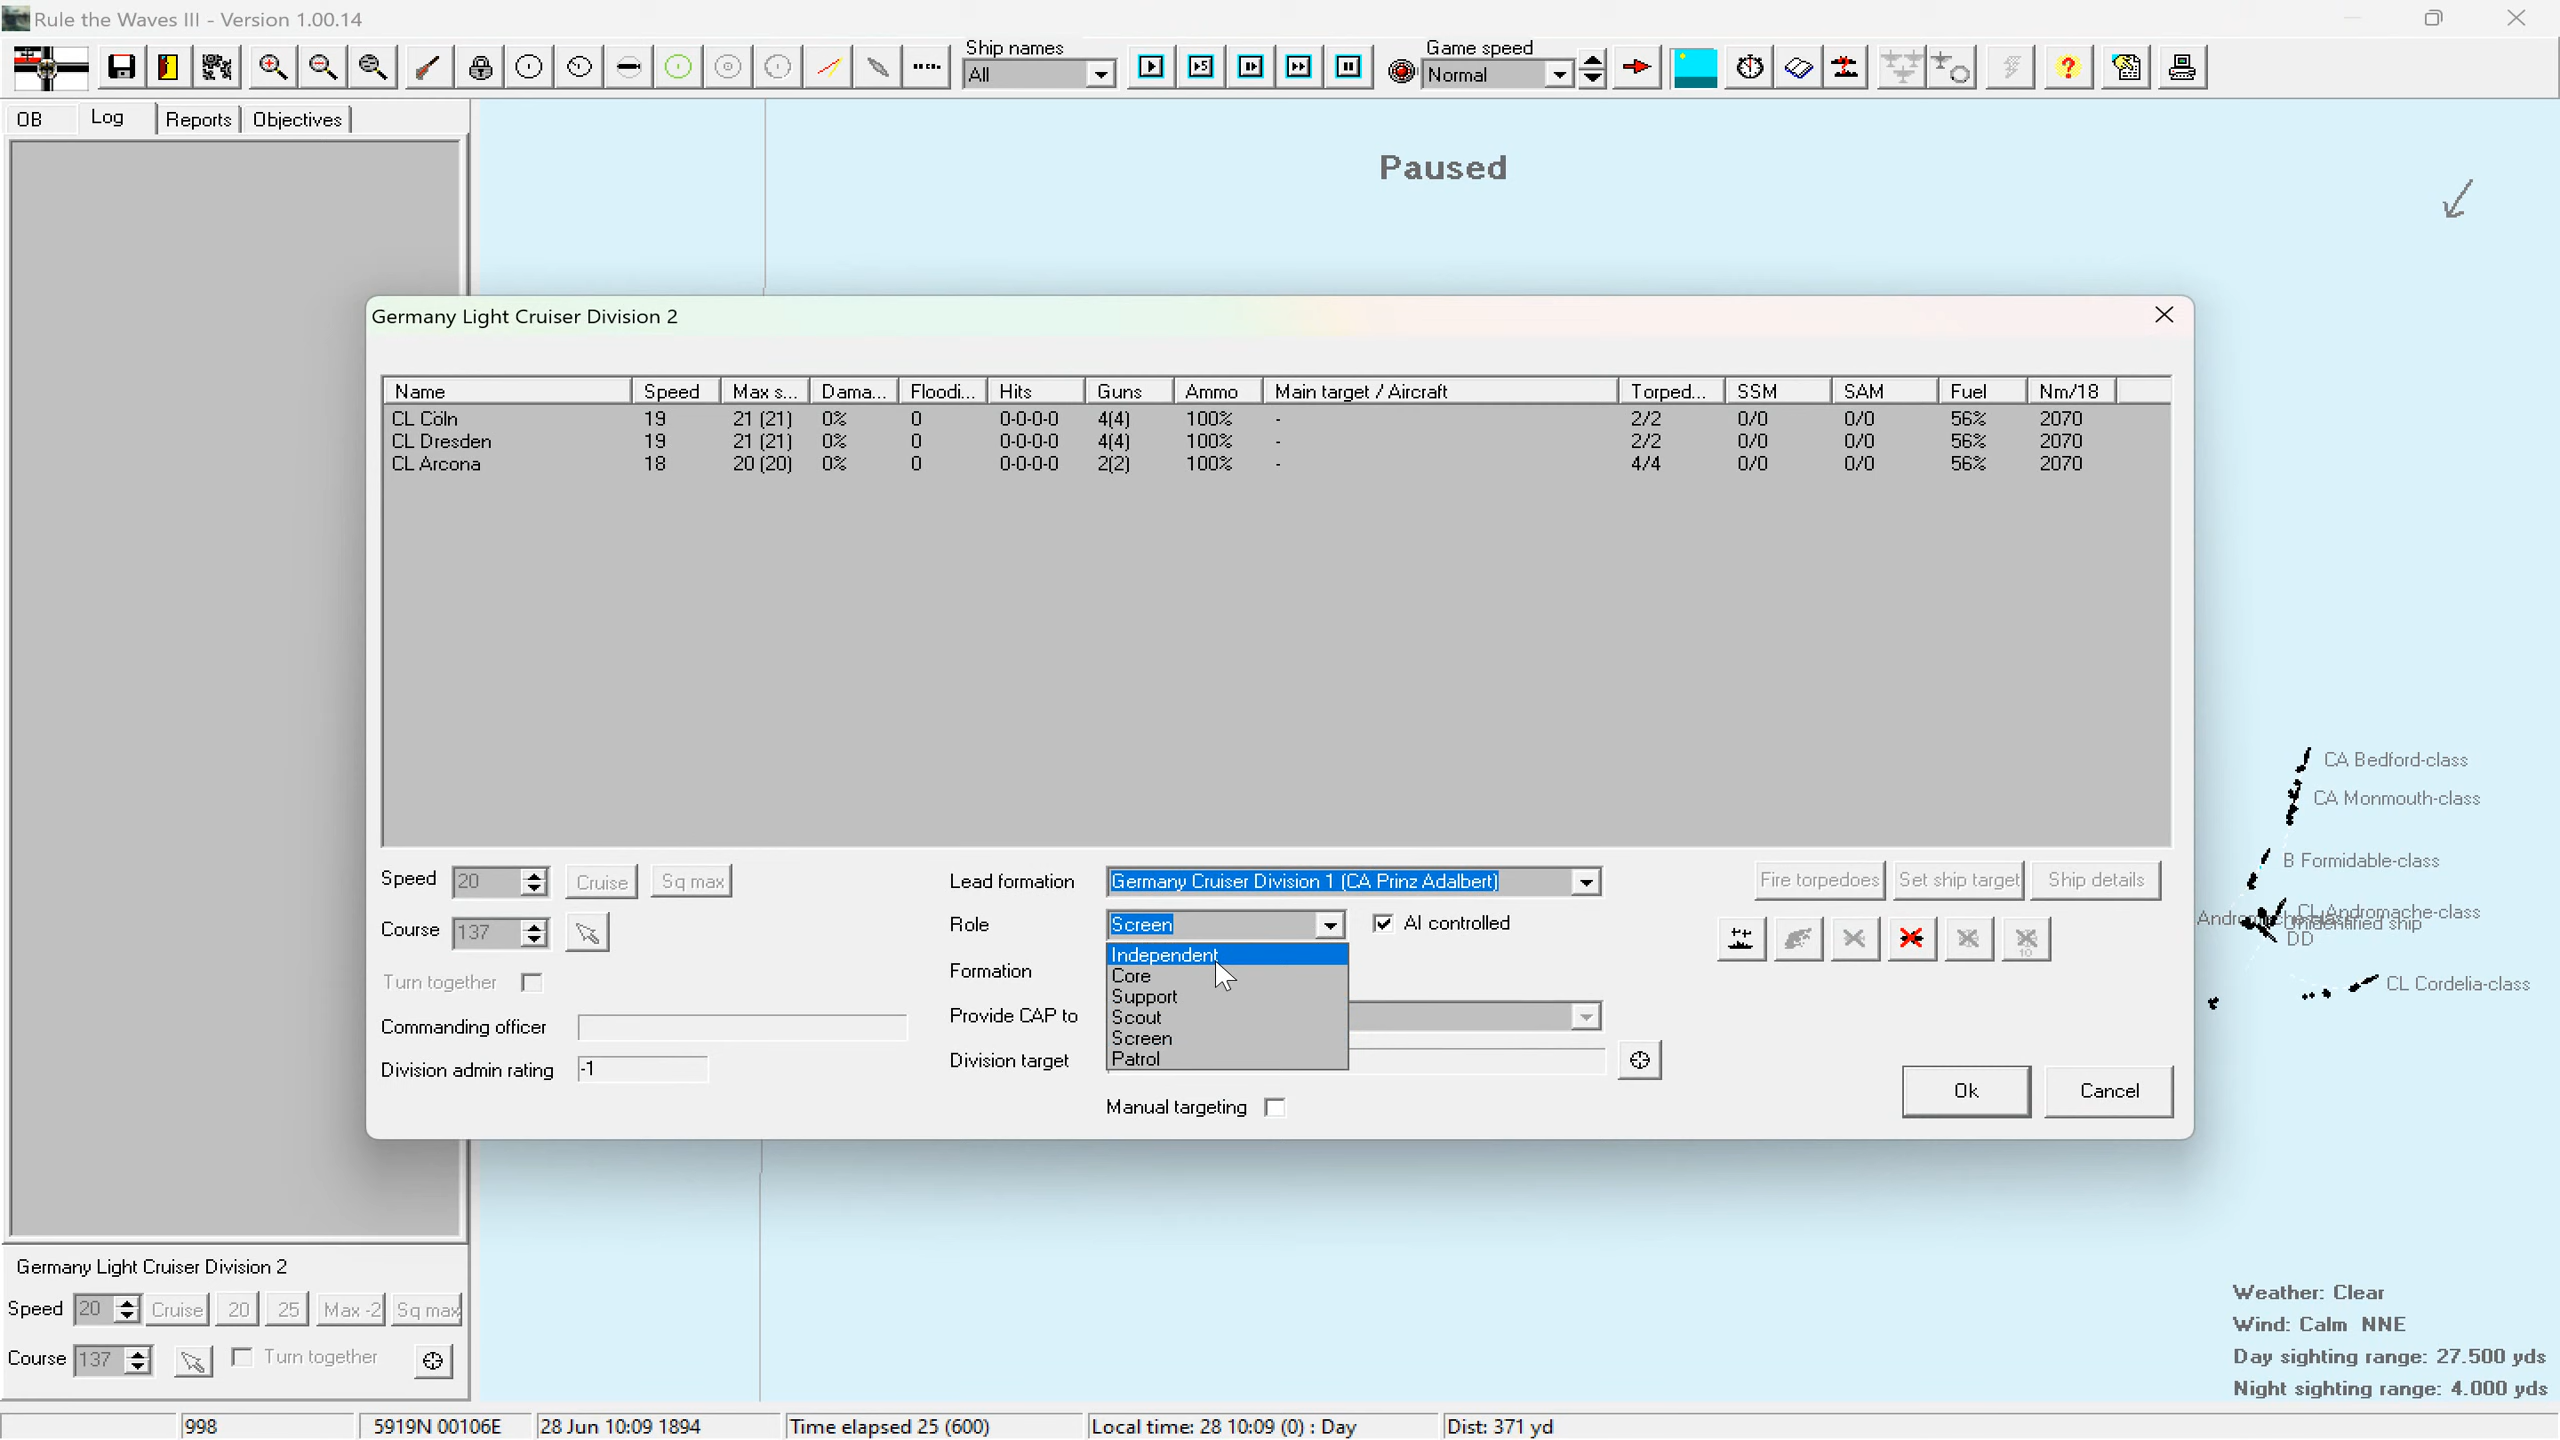 Rule the Waves III - Version 1.00.14
Ship names
All
Game speed
Normal
OB Log Reports Objectives
Paused
Germany Light Cruiser Division 2
Name Speed Max s... Dama... Floodi... Hits Guns Ammo Main target / Aircraft Torped... SSM SAM Fuel Nm/18
CL Cöln 19 21 (21) 0% 0 0-0-0-0 4(4) 100% - 2/2 0/0 0/0 56% 2070
CL Dresden 19 21 (21) 0% 0 0-0-0-0 4(4) 100% - 2/2 0/0 0/0 56% 2070
CL Arcona 18 20 (20) 0% 0 0-0-0-0 2(2) 100% - 4/4 0/0 0/0 56% 2070
Speed 20 Cruise Sq max
Course 137
Turn together
Commanding officer
Division admin rating -1
Lead formation Germany Cruiser Division 1 (CA Prinz Adalbert)
Role Screen AI controlled
Independent
Core
Support
Scout
Screen
Patrol
Formation
Provide CAP to
Division target
Manual targeting
Fire torpedoes Set ship target Ship details
10
Ok Cancel
CA Bedford-class
CA Monmouth-class
B Formidable-class
CL Andromache-class
Unidentified ship
DD
CL Cordelia-class
Germany Light Cruiser Division 2
Speed 20 Cruise 20 25 Max -2 Sq max
Course 137 Turn together
Weather: Clear
Wind: Calm NNE
Day sighting range: 27.500 yds
Night sighting range: 4.000 yds
998 5919N 00106E 28 Jun 10:09 1894 Time elapsed 25 (600) Local time: 28 10:09 (0) : Day Dist: 371 yd